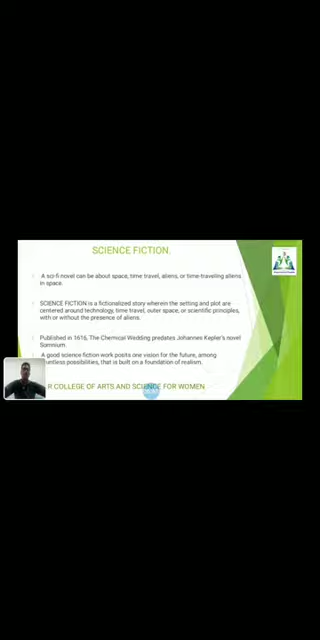 SCIENCE FICTION.
A sci-fi novel can be about space, time travel, aliens, or time-traveling aliens
in space.
SCIENCE FICTION is a fictionalized story wherein the setting and plot are
centered around technology, time travel, outer space, or scientific principles,
with or without the presence of aliens.
Published in 1616, The Chemical Wedding predates Johannes Kepler's novel
Somnium.
A good science fiction work posits one vision for the future, among
countless possibilities, that is built on a foundation of realism.
R COLLEGE OF ARTS AND SCIENCE FOR WOMEN